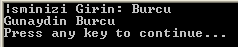 İsminizi Girin: Burcu
Gunaydin Burcu
Press any key to continue...